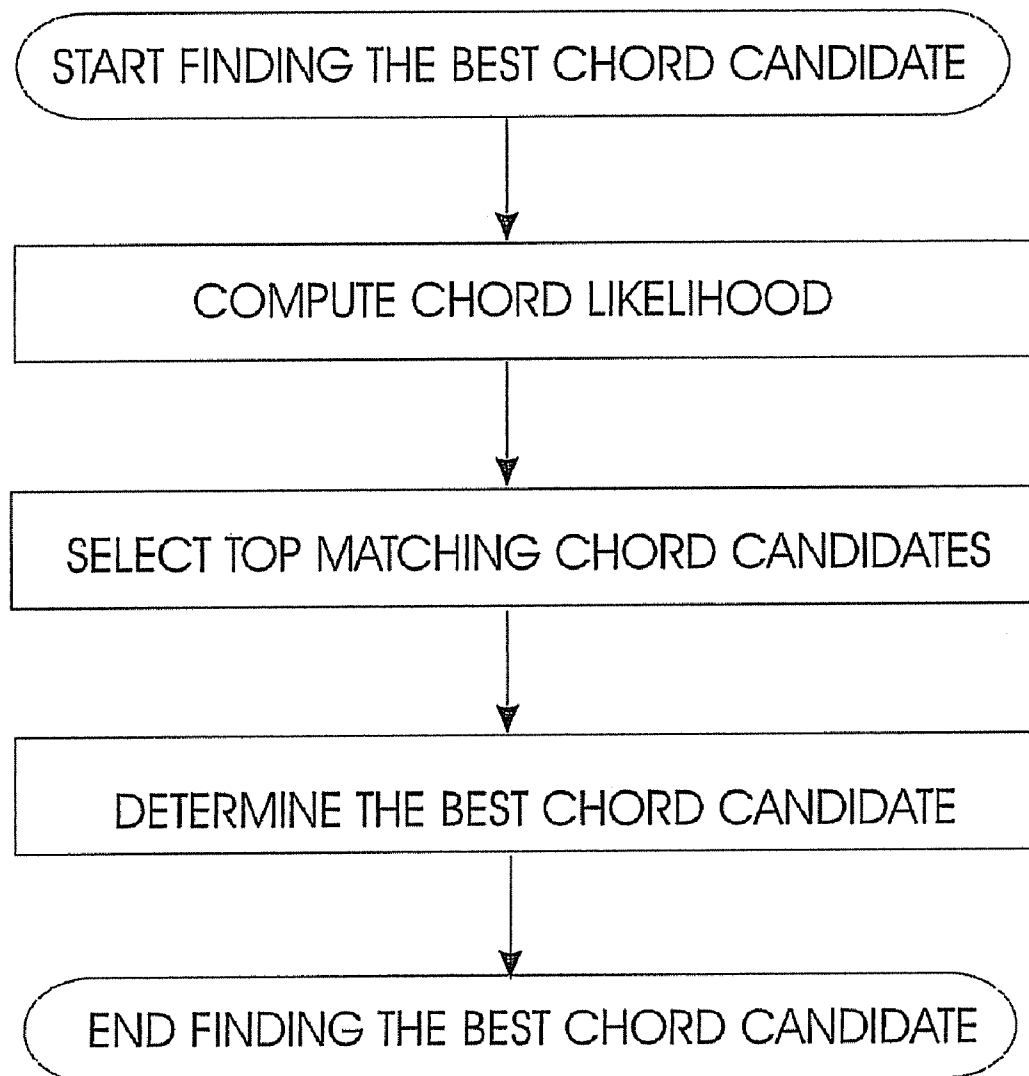 START FINDING THE BEST CHORD CANDIDATE
COMPUTE CHORD LIKELIHOOD
SELECT TOP MATCHING CHORD CANDIDATES
DETERMINE THE BEST CHORD CANDIDATE
END FINDING THE BEST CHORD CANDIDATE